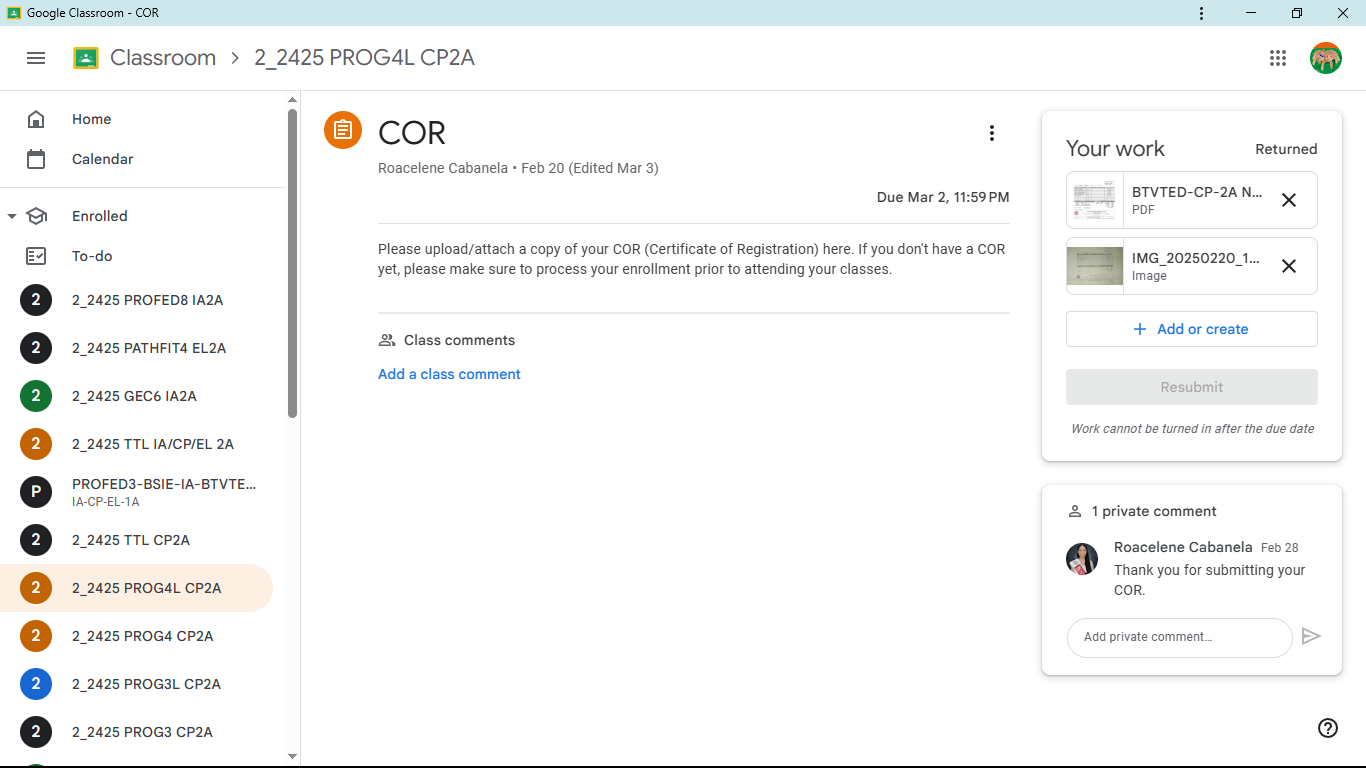 Google Classroom - COR
Classroom
2_2425 PROG4L CP2A
Home
Calendar
Enrolled
To-do
2 2_2425 PROFED8 IA2A
2 2_2425 PATHFIT4 EL2A
2 2_2425 GEC6 IA2A
2 2_2425 TTL IA/CP/EL 2A
P PROFED3-BSIE-IA-BTVTE...
IA-CP-EL-1A
2 2_2425 TTL CP2A
2 2_2425 PROG4L CP2A
2 2_2425 PROG4 CP2A
2 2_2425 PROG3L CP2A
2 2_2425 PROG3 CP2A
COR
Roacelene Cabanela • Feb 20 (Edited Mar 3)
Due Mar 2, 11:59 PM
Please upload/attach a copy of your COR (Certificate of Registration) here. If you don't have a COR
yet, please make sure to process your enrollment prior to attending your classes.
Class comments
Add a class comment
Your work
Returned
BTVTED-CP-2A N...
PDF
IMG_20250220_1...
Image
Add or create
Resubmit
Work cannot be turned in after the due date
1 private comment
Roacelene Cabanela Feb 28
Thank you for submitting your
COR.
Add private comment...